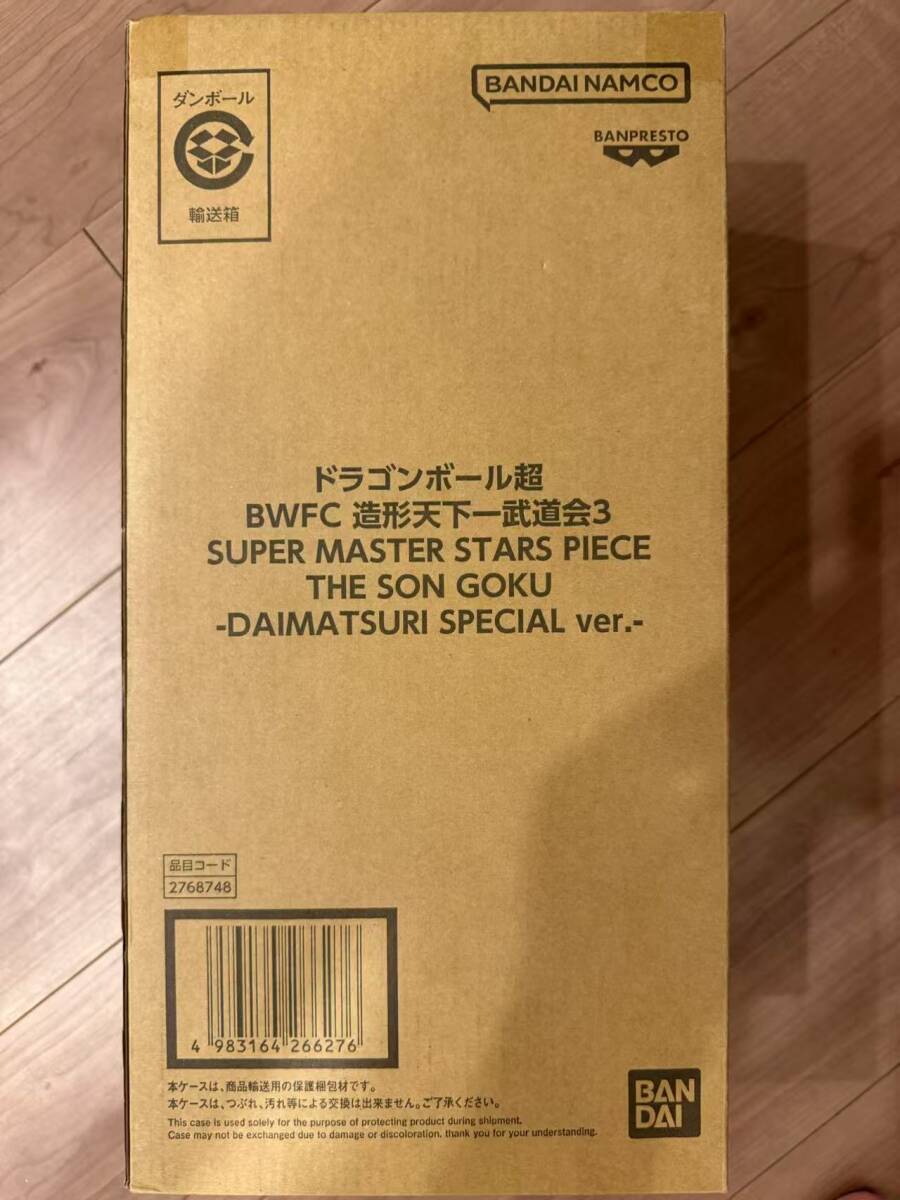 ダンボール
輸送箱
BANDAI NAMCO
BANPRESTO
ドラゴンボール超
BWFC 造形天下一武道会3
SUPER MASTER STARS PIECE
THE SON GOKU
-DAIMATSURI SPECIAL ver.-
品目コード
2768748
4 983164 266276
本ケースは、商品輸送用の保護梱包材です。
本ケースは、つぶれ、汚れ等による交換は出来ません。ご了承ください。
This case is used solely for the purpose of protecting product during shipment.
Case may not be exchanged due to damage or discoloration. thank you for your understanding.
BAN
DAI